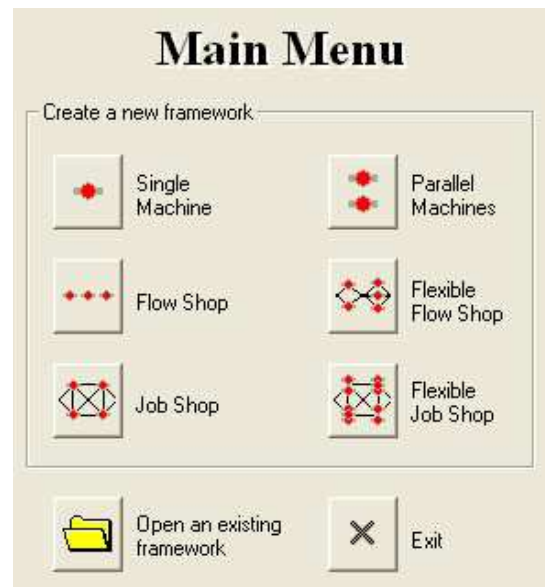 Main Menu
Create a new framework
Single
Machine
Parallel
Machines
Flow Shop
Flexible
Flow Shop
Job Shop
Flexible
Job Shop
Open an existing
framework
Exit